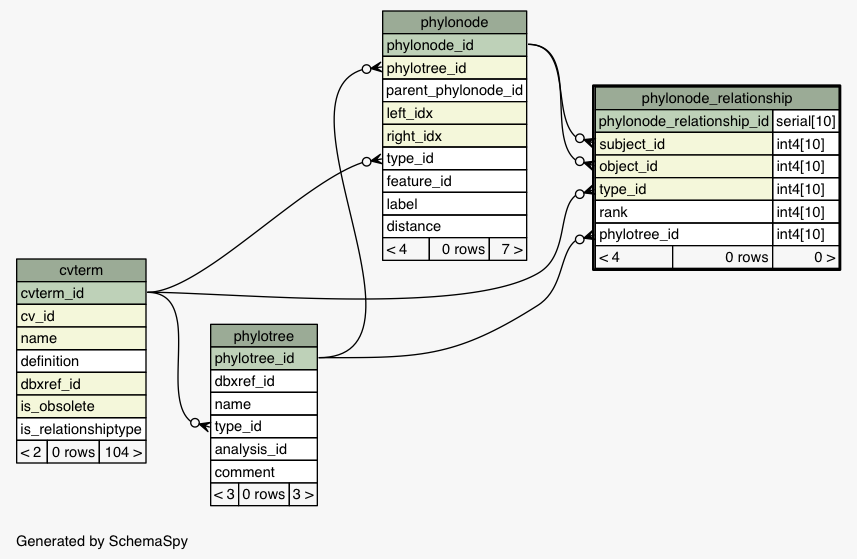 phylonode
phylonode_id
phylotree_id
parent_phylonode_id
left_idx
right_idx
type_id
feature_id
label
distance
< 4 0 rows 7 >
phylonode_relationship
phylonode_relationship_id serial[10]
subject_id int4[10]
object_id int4[10]
type_id int4[10]
rank int4[10]
phylotree_id int4[10]
< 4 0 rows 0 >
cvterm
cvterm_id
cv_id
name
definition
dbxref_id
is_obsolete
is_relationshiptype
< 2 0 rows 104 >
phylotree
phylotree_id
dbxref_id
name
type_id
analysis_id
comment
< 3 0 rows 3 >
Generated by SchemaSpy